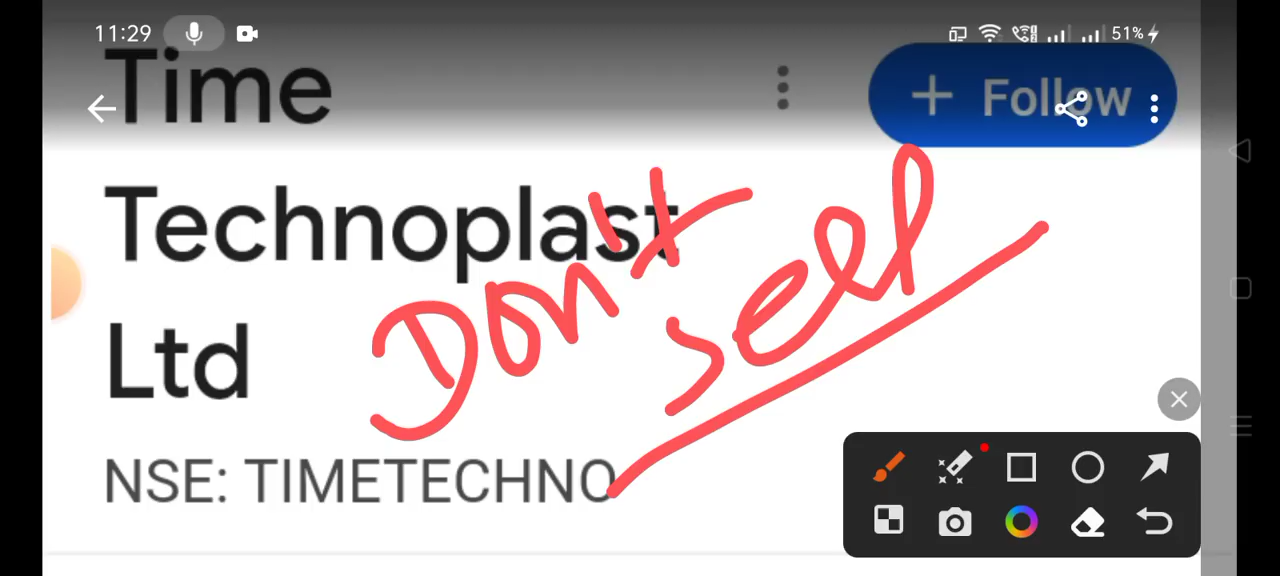 11:29
51%
Time
+ Follow
Technoplast
Ltd
Don't
sell
NSE: TIMETECHNO